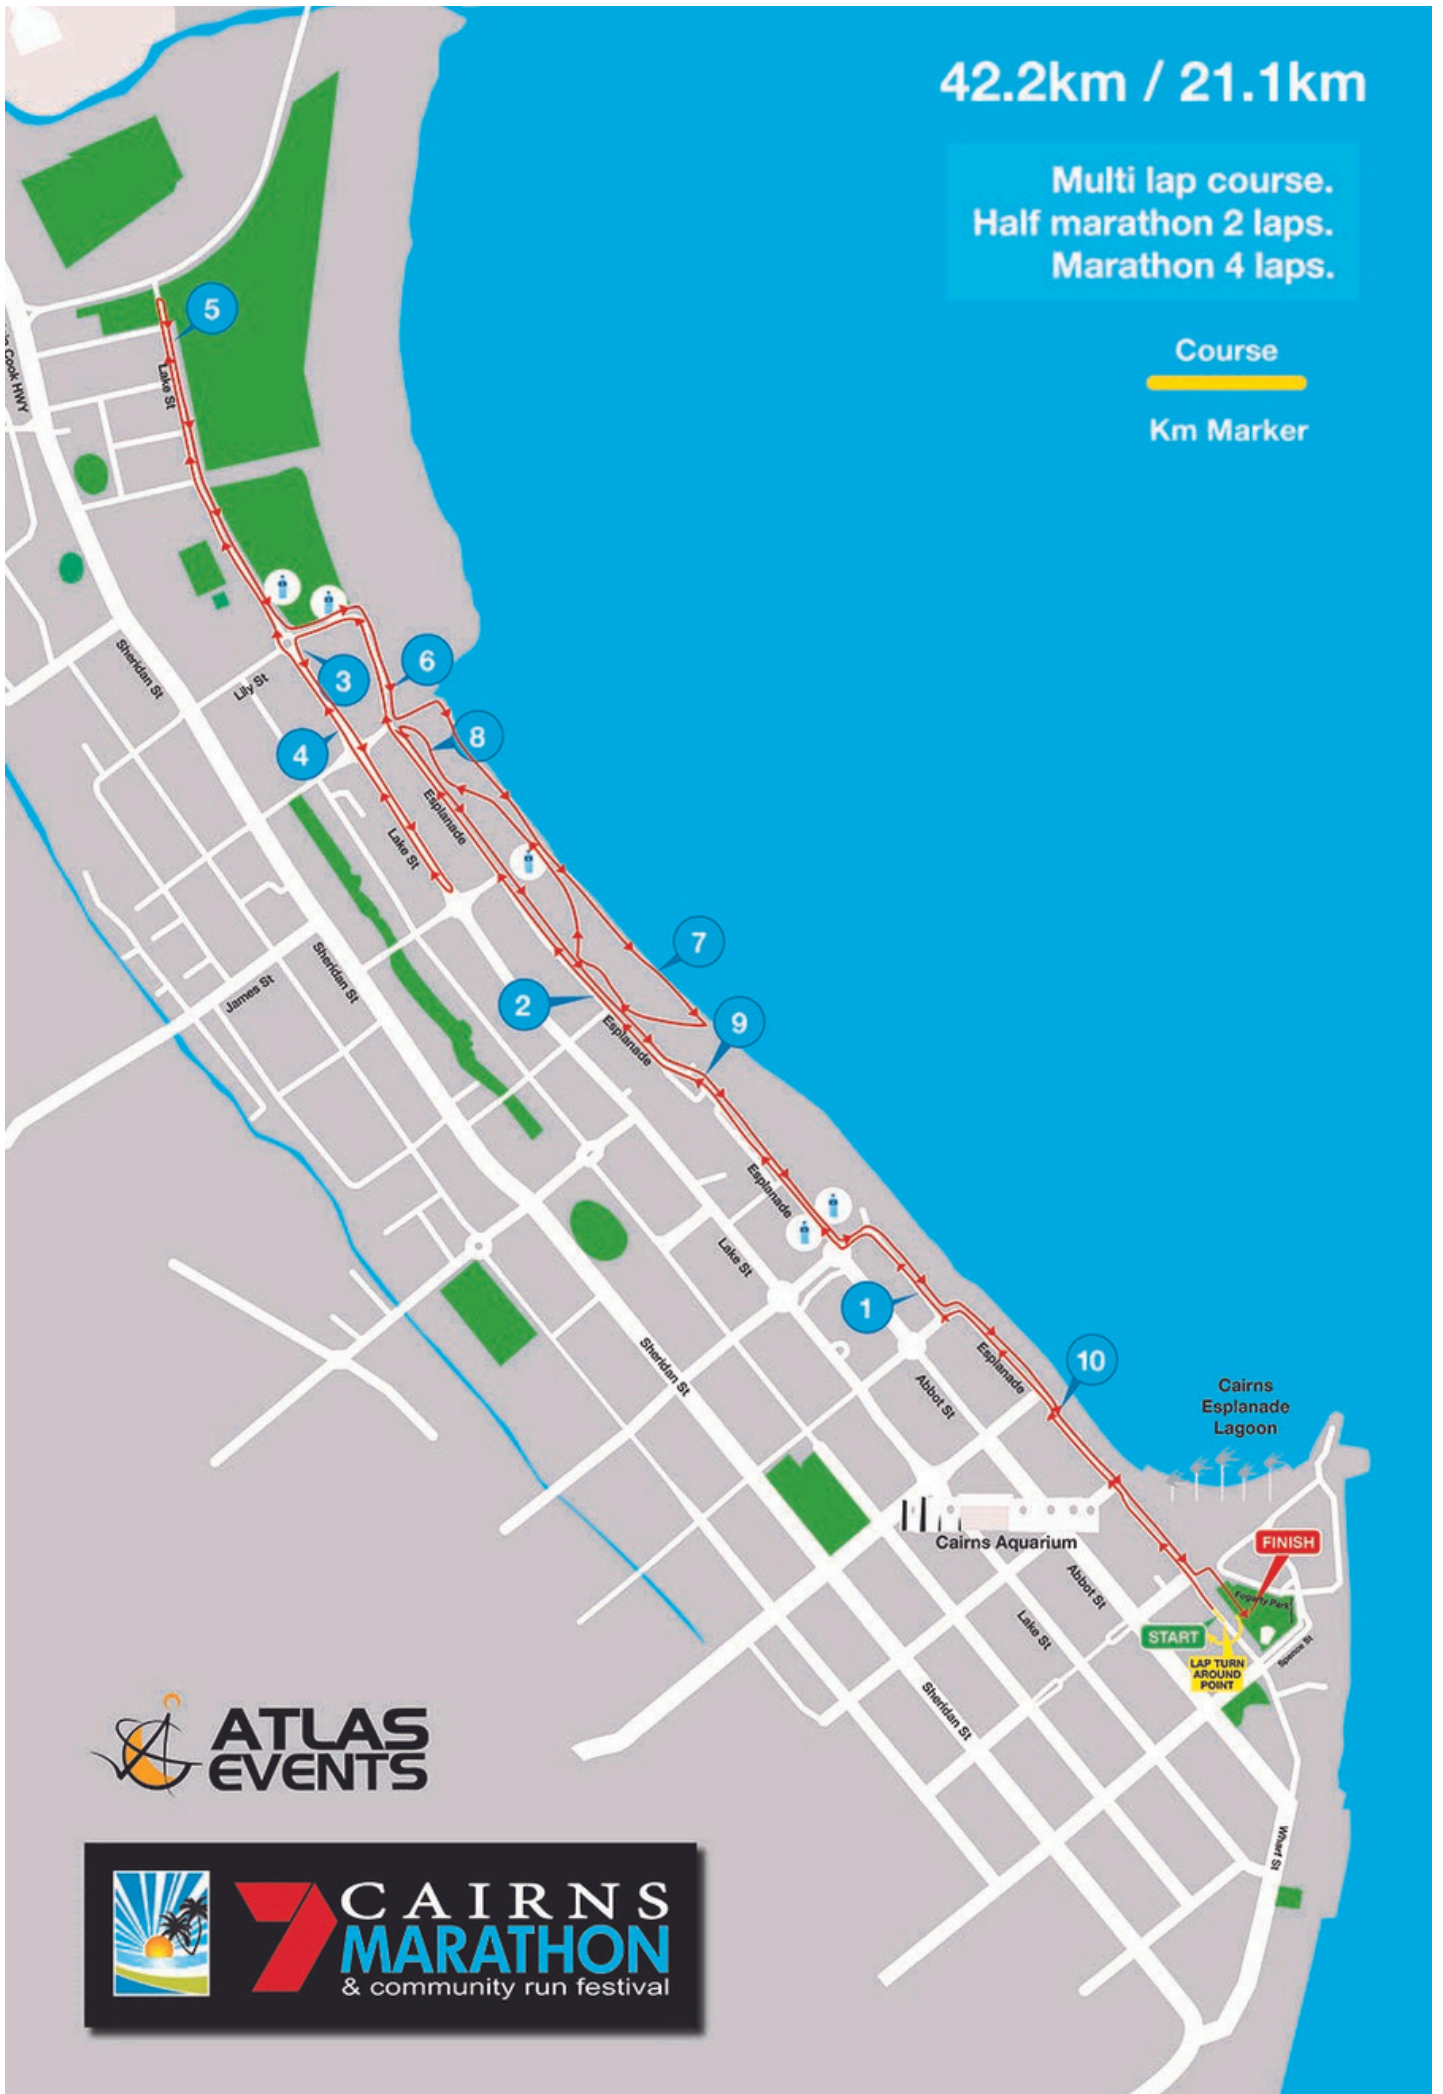 42.2km / 21.1km
Multi lap course.
Half marathon 2 laps.
Marathon 4 laps.
Course
Km Marker
5
Cook HWY
Lake St
Sheridan St
Lily St
3
6
4
8
Esplanade
Lake St
7
2
9
James St
Sheridan St
Esplanade
Esplanade
Lake St
1
10
Esplanade
Sheridan St
Abbot St
Cairns
Esplanade
Lagoon
Cairns Aquarium
FINISH
Abbot St
Fogarty Park
START
Lake St
Spence St
LAP TURN
AROUND
POINT
Sheridan St
Wharf St
ATLAS
EVENTS
7
CAIRNS
MARATHON
& community run festival